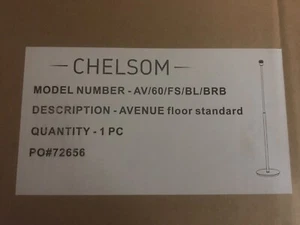 CHELSOM
MODEL NUMBER - AV/60/FS/BL/BRB
DESCRIPTION - AVENUE floor standard
QUANTITY - 1 PC
PO#72656